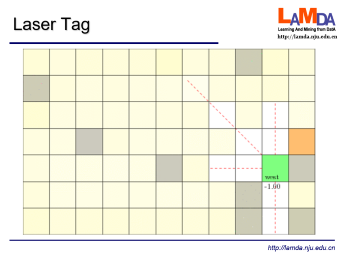 Laser Tag
LAMDA
Learning And Mining from DatA
http://lamda.nju.edu.cn
west
-1.00
http://lamda.nju.edu.cn